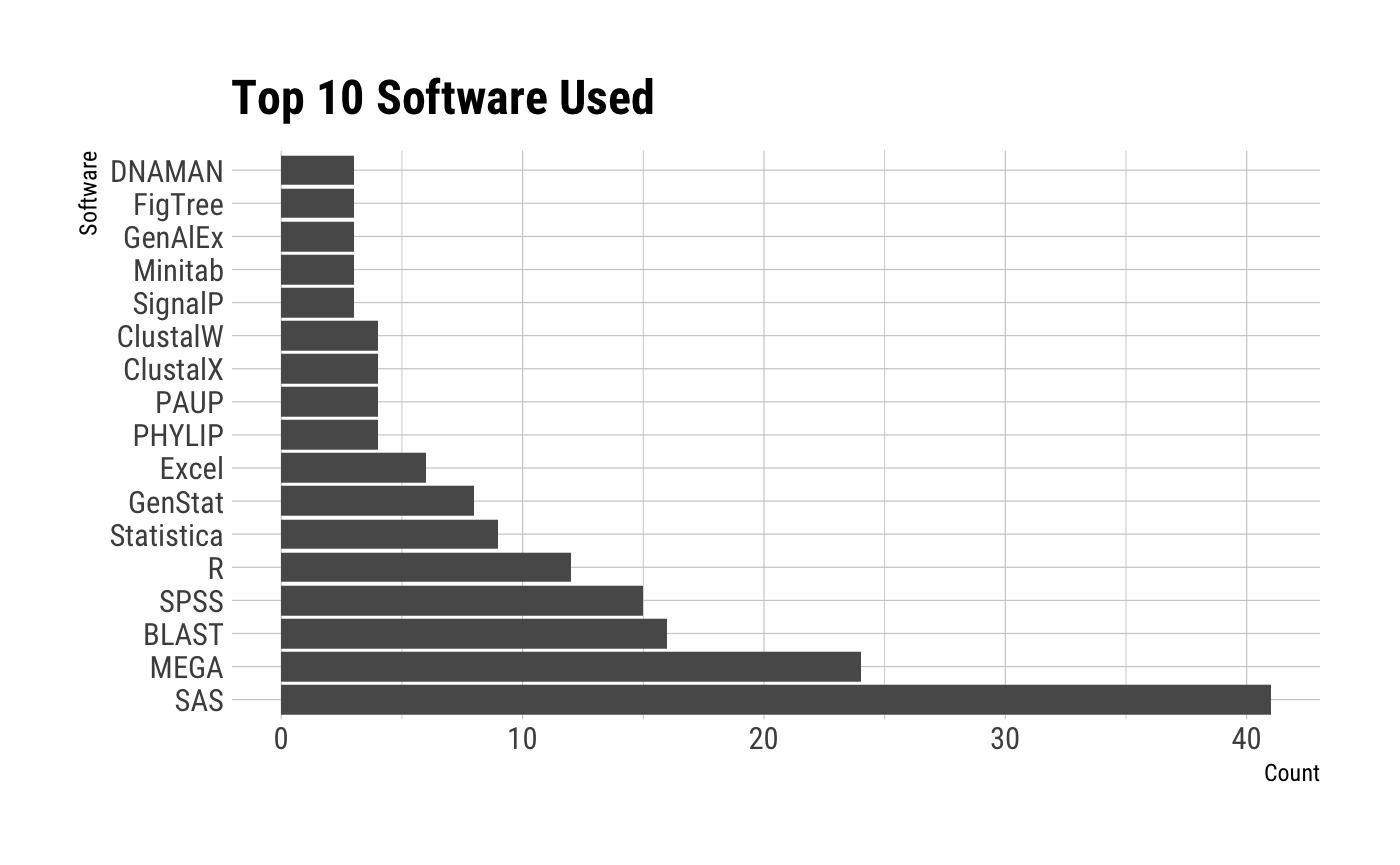 Top 10 Software Used
Software
DNAMAN
FigTree
GenAlEx
Minitab
SignalP
ClustalW
ClustalX
PAUP
PHYLIP
Excel
GenStat
Statistica
R
SPSS
BLAST
MEGA
SAS
0 10 20 30 40
Count